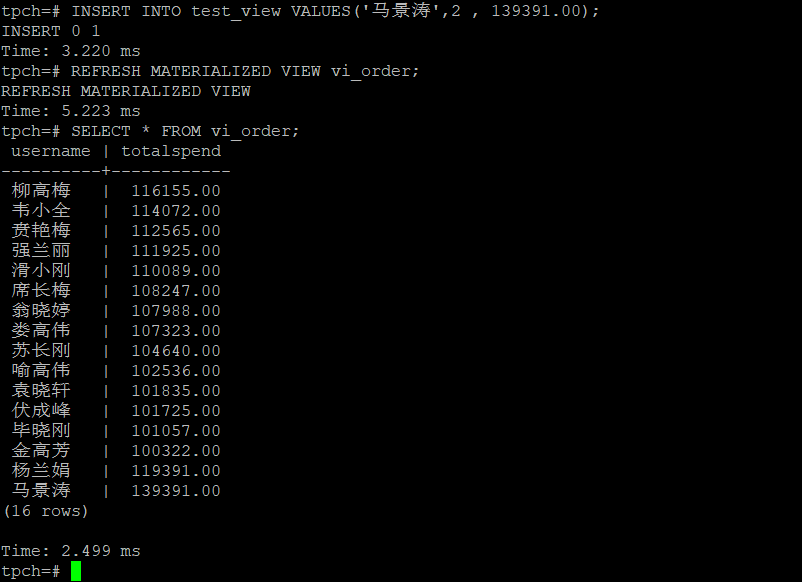 tpch=# INSERT INTO test_view VALUES('马景涛',2 , 139391.00);
INSERT 0 1
Time: 3.220 ms
tpch=# REFRESH MATERIALIZED VIEW vi_order;
REFRESH MATERIALIZED VIEW
Time: 5.223 ms
tpch=# SELECT * FROM vi_order;
 username | totalspend
----------+------------
 柳高梅   |  116155.00
 韦小全   |  114072.00
 贲艳梅   |  112565.00
 强兰丽   |  111925.00
 滑小刚   |  110089.00
 席长梅   |  108247.00
 翁晓婷   |  107988.00
 娄高伟   |  107323.00
 苏长刚   |  104640.00
 喻高伟   |  102536.00
 袁晓轩   |  101835.00
 伏成峰   |  101725.00
 毕晓刚   |  101057.00
 金高芳   |  100322.00
 杨兰娟   |  119391.00
 马景涛   |  139391.00
(16 rows)
Time: 2.499 ms
tpch=#